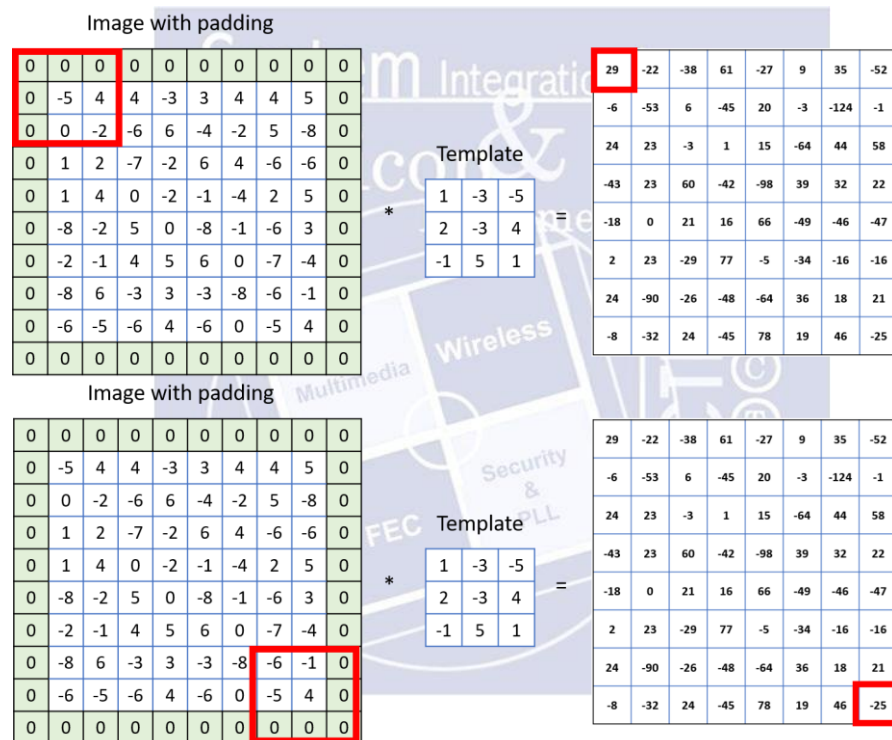 Image with padding
0 0 0 0 0 0 0 0 0 0
0 -5 4 4 -3 3 4 4 5 0
0 0 -2 -6 6 -4 -2 5 -8 0
0 1 2 -7 -2 6 4 -6 -6 0
0 1 4 0 -2 -1 -4 2 5 0
0 -8 -2 5 0 -8 -1 -6 3 0
0 -2 -1 4 5 6 0 -7 -4 0
0 -8 6 -3 3 -3 -8 -6 -1 0
0 -6 -5 -6 4 -6 0 -5 4 0
0 0 0 0 0 0 0 0 0 0
*
Template
1 -3 -5
2 -3 4
-1 5 1
=
29 -22 -38 61 -27 9 35 -52
-6 -53 6 -45 20 -3 -124 -1
24 23 -3 1 15 -64 44 58
-43 23 60 -42 -98 39 32 22
-18 0 21 16 66 -49 -46 -47
2 23 -29 77 -5 -34 -16 -16
24 -90 -26 -48 -64 36 18 21
-8 -32 24 -45 78 19 46 -25
Image with padding
0 0 0 0 0 0 0 0 0 0
0 -5 4 4 -3 3 4 4 5 0
0 0 -2 -6 6 -4 -2 5 -8 0
0 1 2 -7 -2 6 4 -6 -6 0
0 1 4 0 -2 -1 -4 2 5 0
0 -8 -2 5 0 -8 -1 -6 3 0
0 -2 -1 4 5 6 0 -7 -4 0
0 -8 6 -3 3 -3 -8 -6 -1 0
0 -6 -5 -6 4 -6 0 -5 4 0
0 0 0 0 0 0 0 0 0 0
*
Template
1 -3 -5
2 -3 4
-1 5 1
=
29 -22 -38 61 -27 9 35 -52
-6 -53 6 -45 20 -3 -124 -1
24 23 -3 1 15 -64 44 58
-43 23 60 -42 -98 39 32 22
-18 0 21 16 66 -49 -46 -47
2 23 -29 77 -5 -34 -16 -16
24 -90 -26 -48 -64 36 18 21
-8 -32 24 -45 78 19 46 -25
&
Multimedia
Wireless
FEC
Security
&
PLL